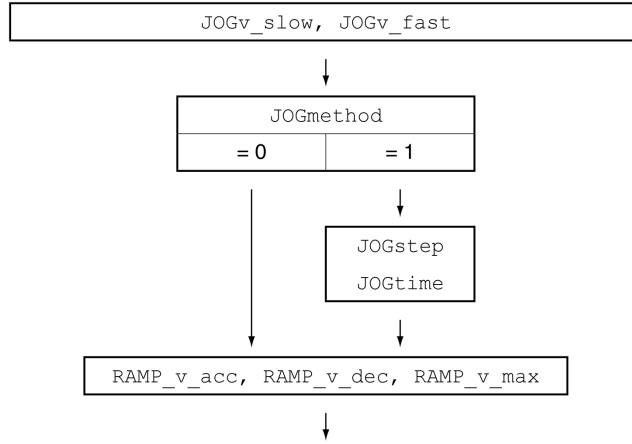 JOGv_slow, JOGv_fast
JOGmethod
= 0 = 1
JOGstep
JOGtime
RAMP_v_acc, RAMP_v_dec, RAMP_v_max